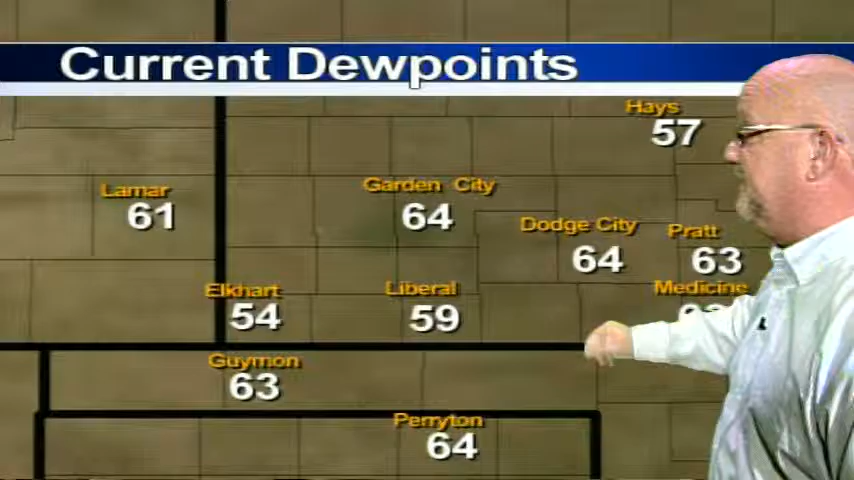 Current Dewpoints
Hays
57
Lamar
61
Garden City
64
Dodge City
64
Pratt
63
Elkhart
54
Liberal
59
Medicine
Guymon
63
Perryton
64